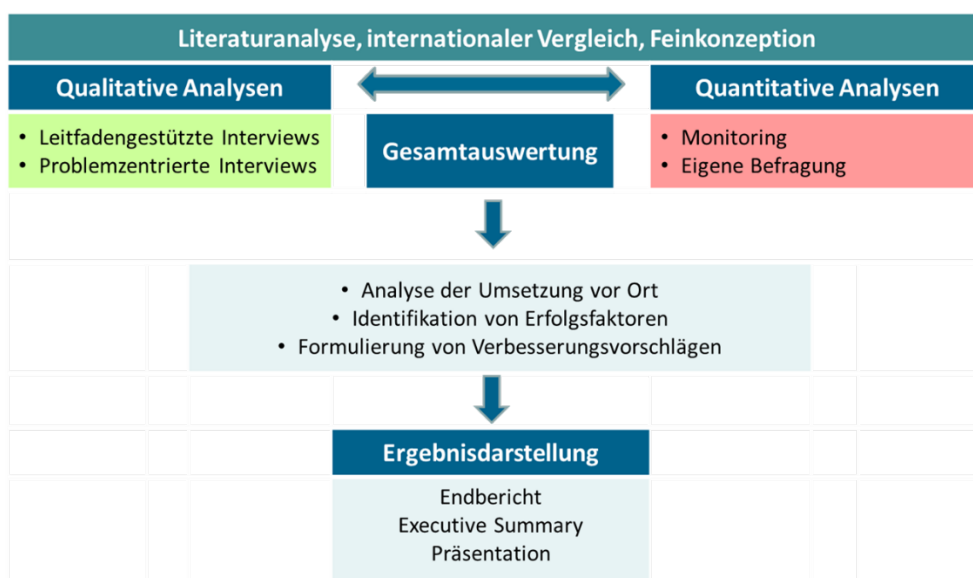 Literaturanalyse, internationaler Vergleich, Feinkonzeption
Qualitative Analysen
• Leitfadengestützte Interviews
• Problemzentrierte Interviews
Gesamtauswertung
Quantitative Analysen
• Monitoring
• Eigene Befragung
• Analyse der Umsetzung vor Ort
• Identifikation von Erfolgsfaktoren
• Formulierung von Verbesserungsvorschlägen
Ergebnisdarstellung
Endbericht
Executive Summary
Präsentation